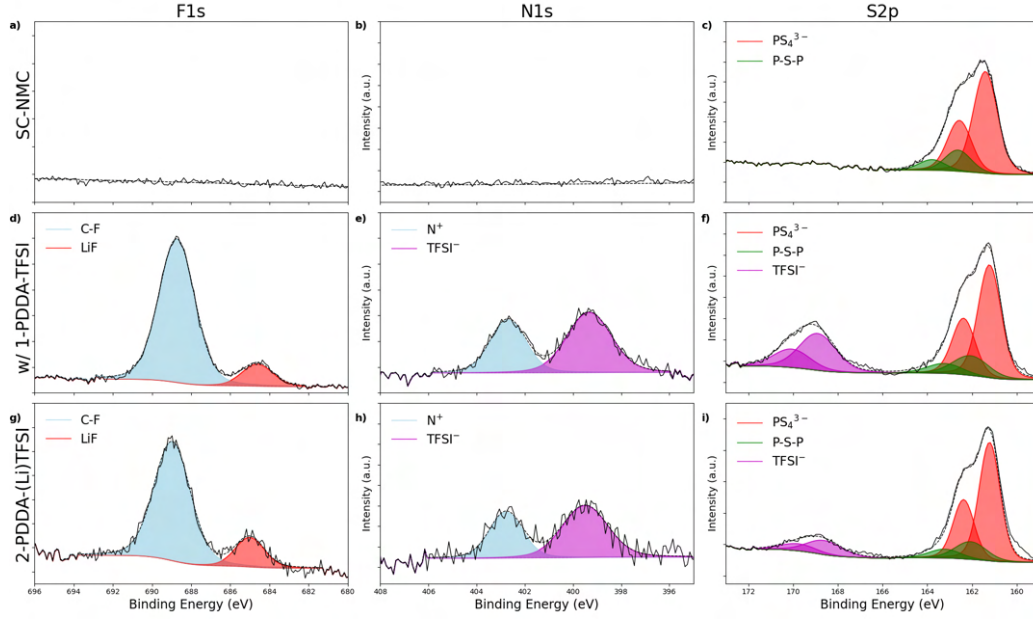 F1s
N1s
S2p
SC-NMC
a)
b)
Intensity (a.u.)
c)
Intensity (a.u.)
PS₄³⁻
P-S-P
w/ 1-PDDA-TFSI
d)
C-F
LiF
e)
Intensity (a.u.)
N⁺
TFSI⁻
f)
Intensity (a.u.)
PS₄³⁻
P-S-P
TFSI⁻
2-PDDA-(Li)TFSI
g)
C-F
LiF
696 694 692 690 688 686 684 682 680
Binding Energy (eV)
h)
Intensity (a.u.)
N⁺
TFSI⁻
408 406 404 402 400 398 396
Binding Energy (eV)
i)
Intensity (a.u.)
PS₄³⁻
P-S-P
TFSI⁻
172 170 168 166 164 162 160
Binding Energy (eV)